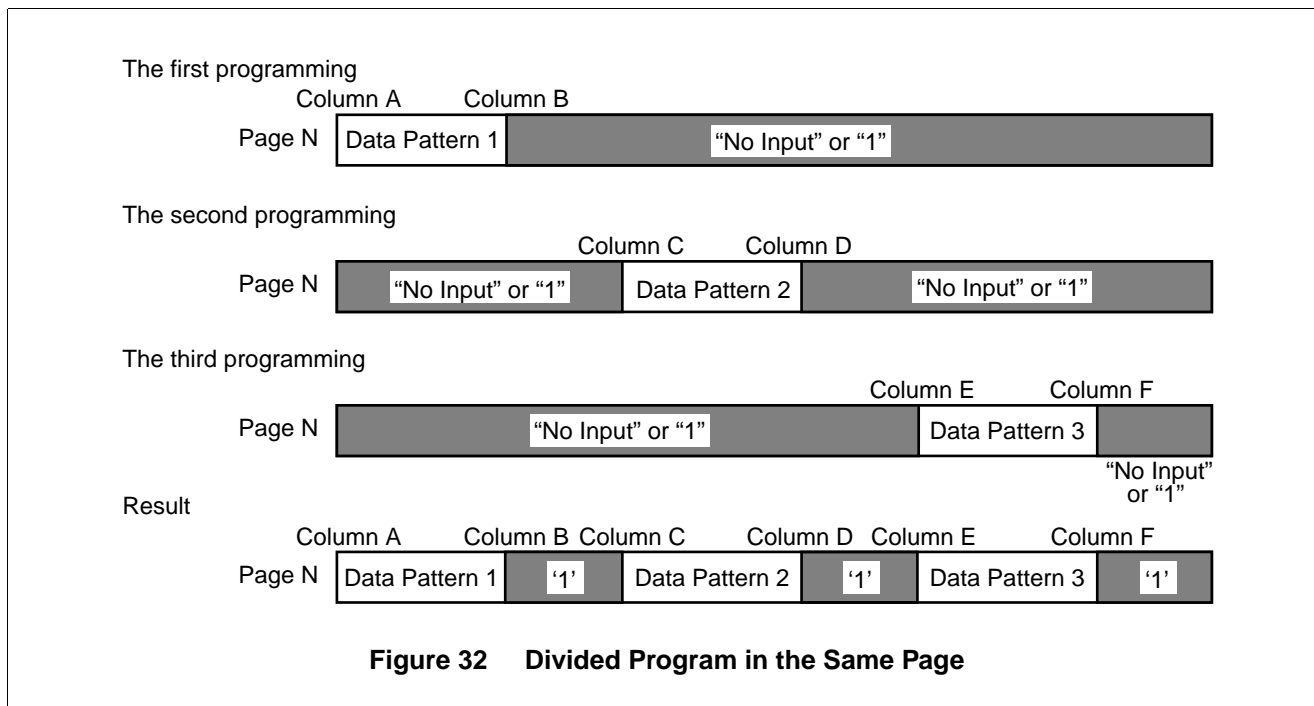 The first programming
Column A Column B
Page N Data Pattern 1 “No Input” or “1”
The second programming
Column C Column D
Page N “No Input” or “1” Data Pattern 2 “No Input” or “1”
The third programming
Column E Column F
Page N “No Input” or “1” Data Pattern 3
“No Input”
or “1”
Result
Column A Column B Column C Column D Column E Column F
Page N Data Pattern 1 ‘1’ Data Pattern 2 ‘1’ Data Pattern 3 ‘1’
Figure 32 Divided Program in the Same Page